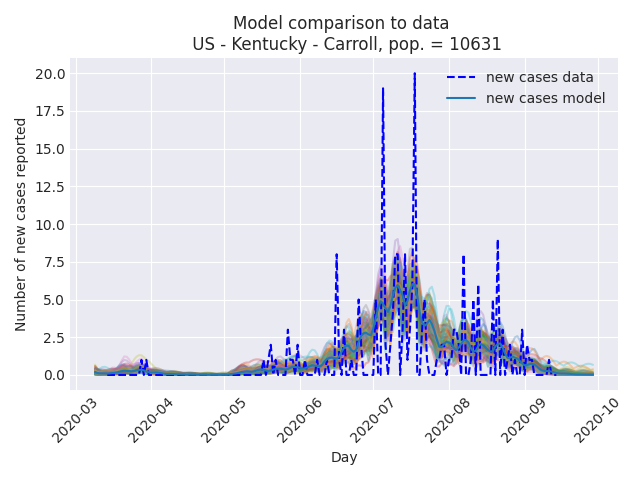 Model comparison to data
US - Kentucky - Carroll, pop. = 10631
new cases data
new cases model
Number of new cases reported
20.0
17.5
15.0
12.5
10.0
7.5
5.0
2.5
0.0
2020-03
2020-04
2020-05
2020-06
2020-07
2020-08
2020-09
2020-10
Day